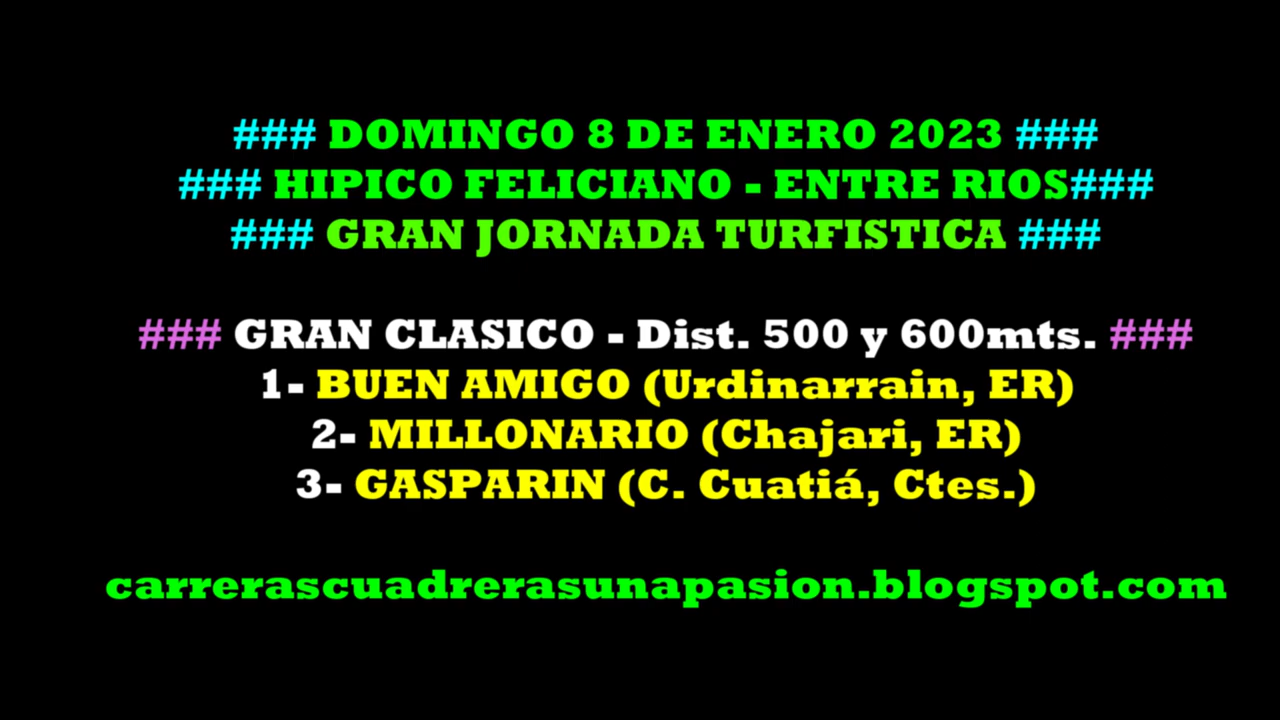 ### DOMINGO 8 DE ENERO 2023 ###
### HIPICO FELICIANO - ENTRE RIOS###
### GRAN JORNADA TURFISTICA ###
### GRAN CLASICO - Dist. 500 y 600mts. ###
1- BUEN AMIGO (Urdinarrain, ER)
2- MILLONARIO (Chajari, ER)
3- GASPARIN (C. Cuatiá, Ctes.)
carrerascuadrerasunapasion.blogspot.com